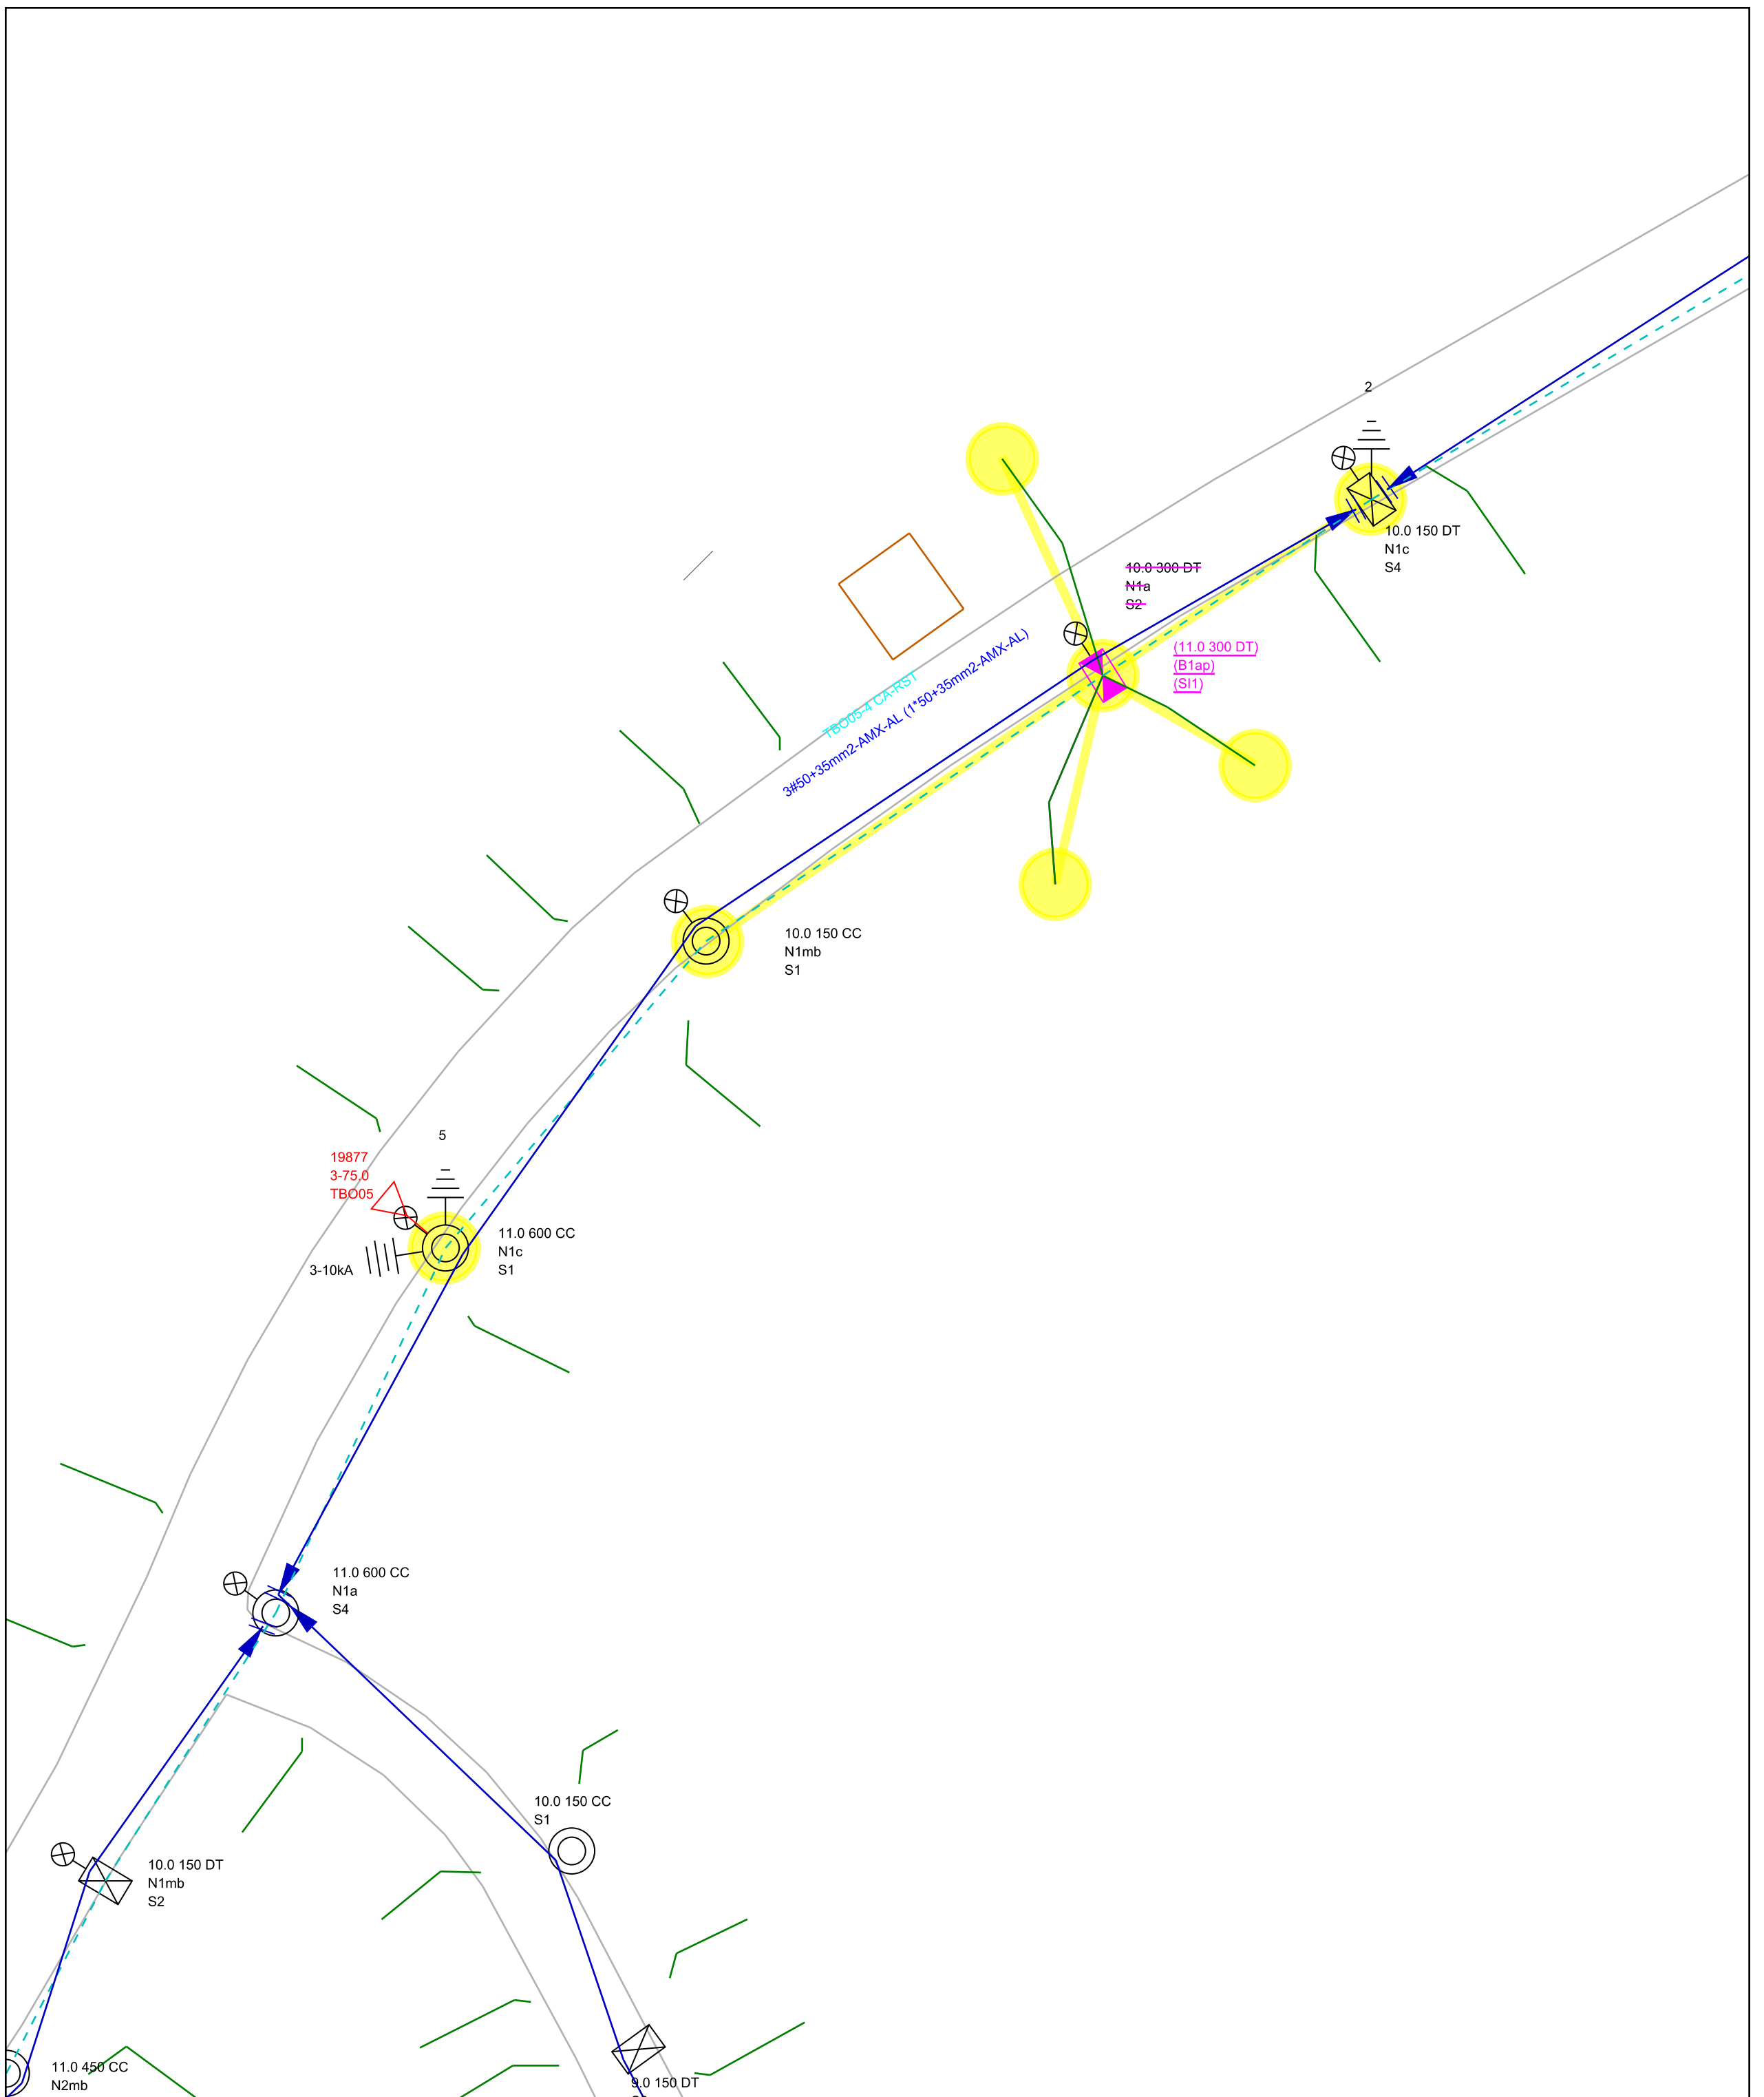 2
10.0 150 DT
N1c
S4
10.0 300 DT
N1a
S2
(11.0 300 DT)
(B1ap)
(SI1)
TBO05-4 CA-RST
3#50+35mm2-AMX-AL (1*50+35mm2-AMX-AL)
10.0 150 CC
N1mb
S1
5
19877
3-75.0
TBO05
11.0 600 CC
N1c
S1
3-10kA
11.0 600 CC
N1a
S4
10.0 150 CC
S1
10.0 150 DT
N1mb
S2
11.0 450 CC
N2mb
9.0 150 DT